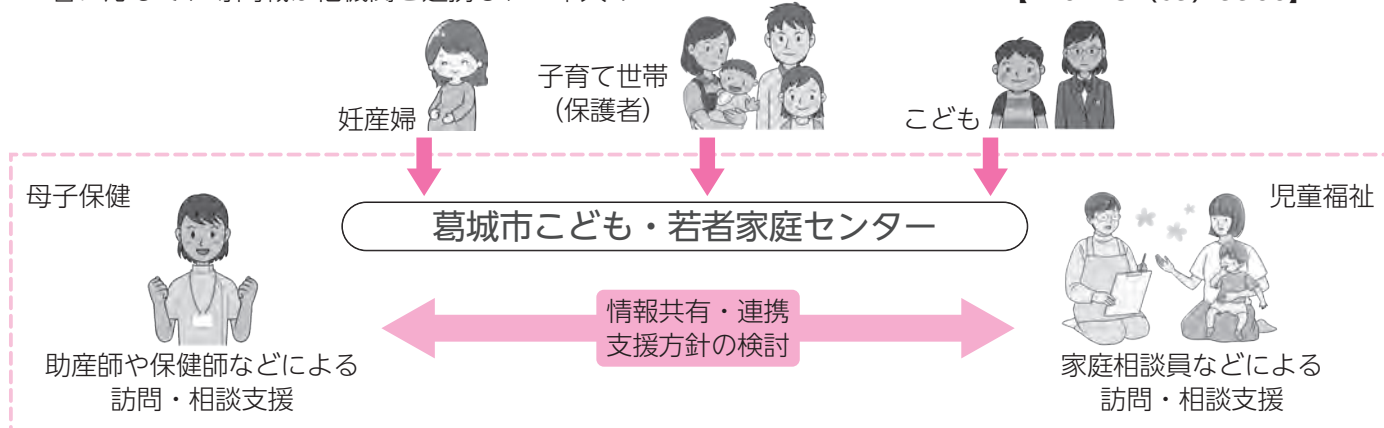 妊産婦
子育て世帯
（保護者）
こども
母子保健
児童福祉
葛城市こども・若者家庭センター
情報共有・連携
支援方針の検討
助産師や保健師などによる
訪問・相談支援
家庭相談員などによる
訪問・相談支援